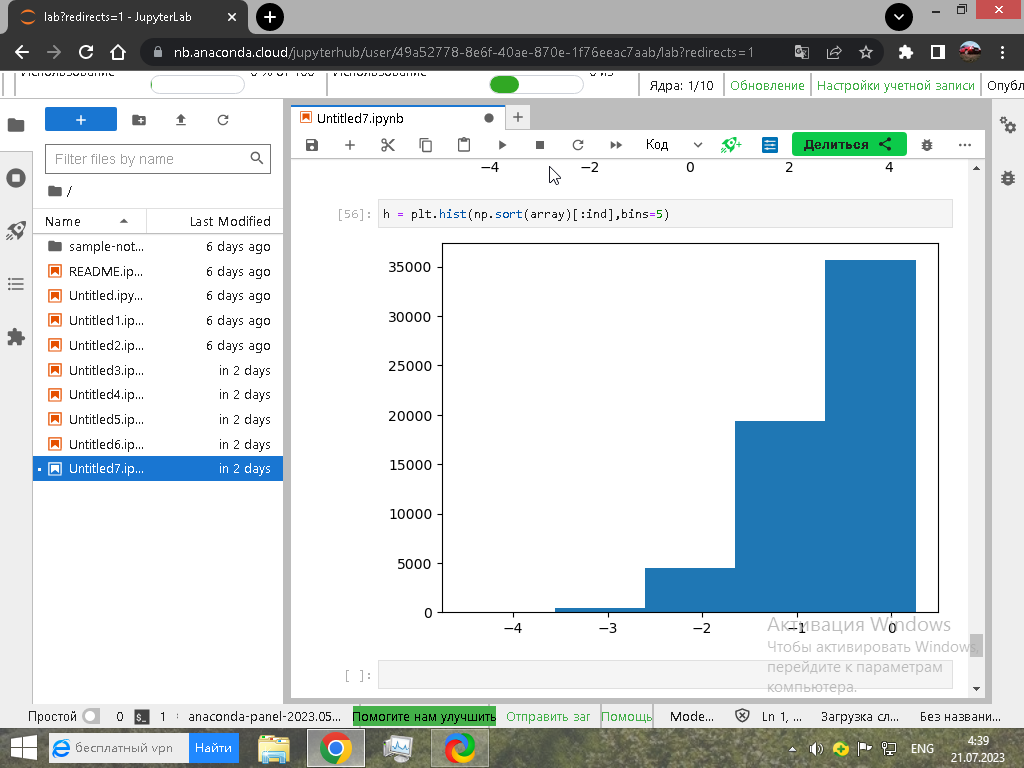 lab?redirects=1 - JupyterLab
nb.anaconda.cloud/jupyterhub/user/49a52778-8e6f-40ae-870e-1f76eeac7aab/lab?redirects=1
Использование
0 % от 100
Использование
Ядра: 1/10
Обновление
Настройки учетной записи
Опубл
Untitled7.ipynb
Код
Делиться
Filter files by name
/
Name
Last Modified
sample-not... 6 days ago
README.ip... 6 days ago
Untitled.ipy... 6 days ago
Untitled1.ip... 6 days ago
Untitled2.ip... 6 days ago
Untitled3.ip... in 2 days
Untitled4.ip... in 2 days
Untitled5.ip... in 2 days
Untitled6.ip... in 2 days
Untitled7.ip... in 2 days
−4 −2 0 2 4
[56]: h = plt.hist(np.sort(array)[:ind],bins=5)
35000
30000
25000
20000
15000
10000
5000
0
−4 −3 −2 −1 0
Активация Windows
Чтобы активировать Windows,
перейдите к параметрам
компьютера.
[ ]:
Простой 0 $_ 1 anaconda-panel-2023.05... Помогите нам улучшить Отправить заг Помощь Mode... Ln 1, ... Загрузка сл... Без названи...
бесплатный vpn
Найти
ENG
4:39
21.07.2023